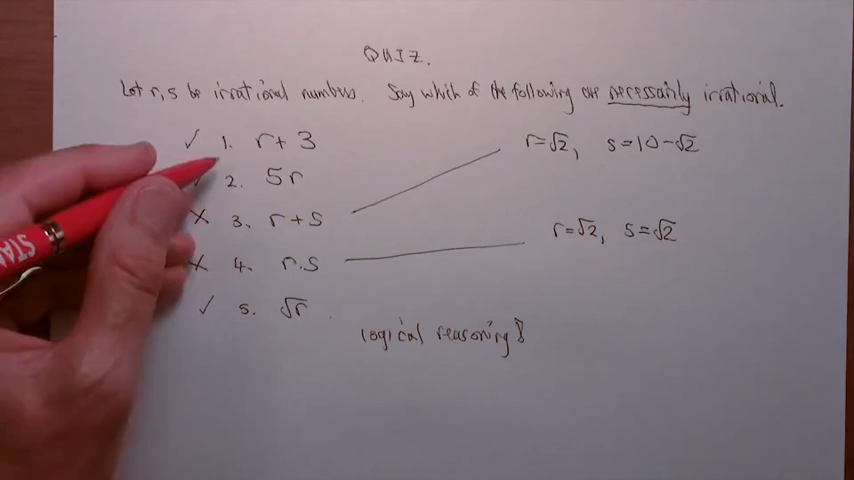 QUIZ.
Let r, s be irrational numbers. Say which of the following are necessarily irrational.
✓ 1. r + 3 r=√2, s=10-√2
✓ 2. 5r
✗ 3. r + s
✗ 4. r.s r=√2, s=√2
✓ 5. √r.
logical reasoning!
STA